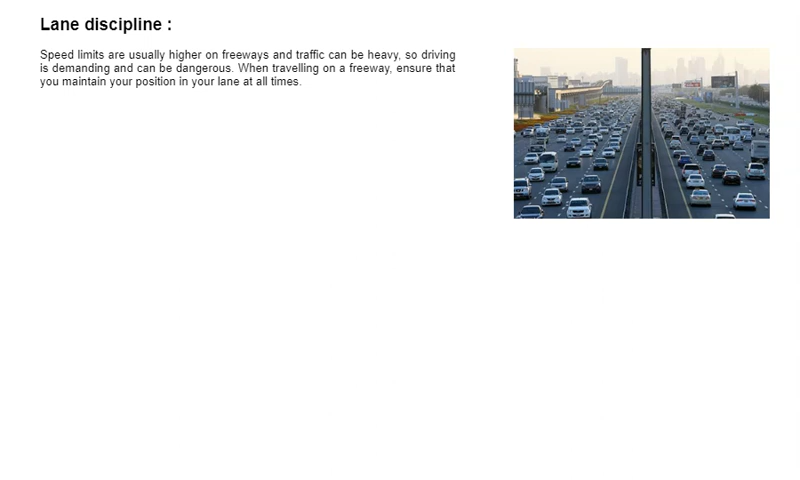 Lane discipline :
Speed limits are usually higher on freeways and traffic can be heavy, so driving
is demanding and can be dangerous. When travelling on a freeway, ensure that
you maintain your position in your lane at all times.